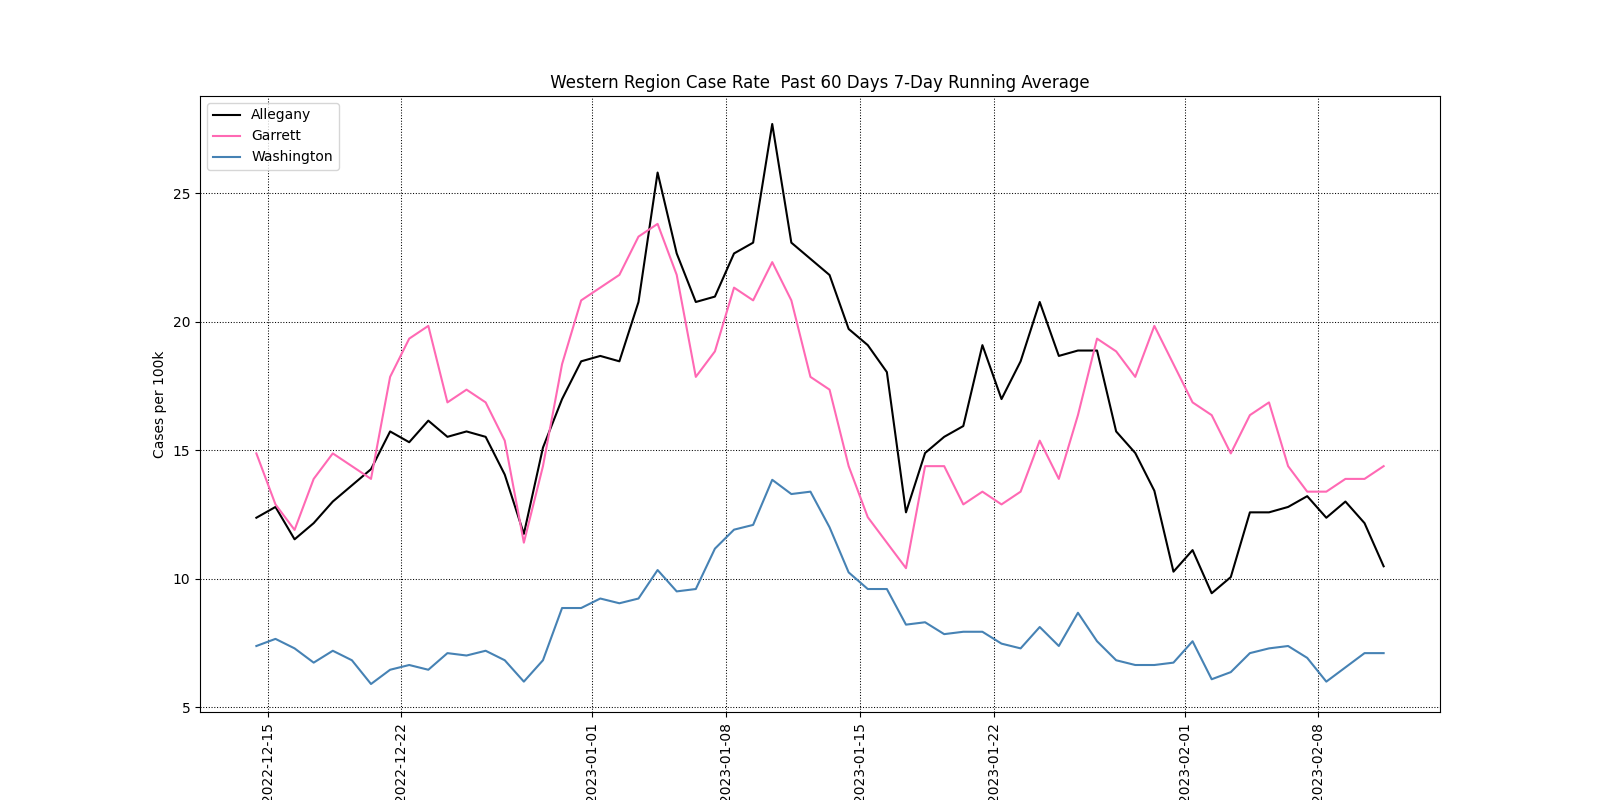 Western Region Case Rate  Past 60 Days 7-Day Running Average
Allegany
Garrett
Washington
Cases per 100k
25
20
15
10
5
2022-12-15
2022-12-22
2023-01-01
2023-01-08
2023-01-15
2023-01-22
2023-02-01
2023-02-08